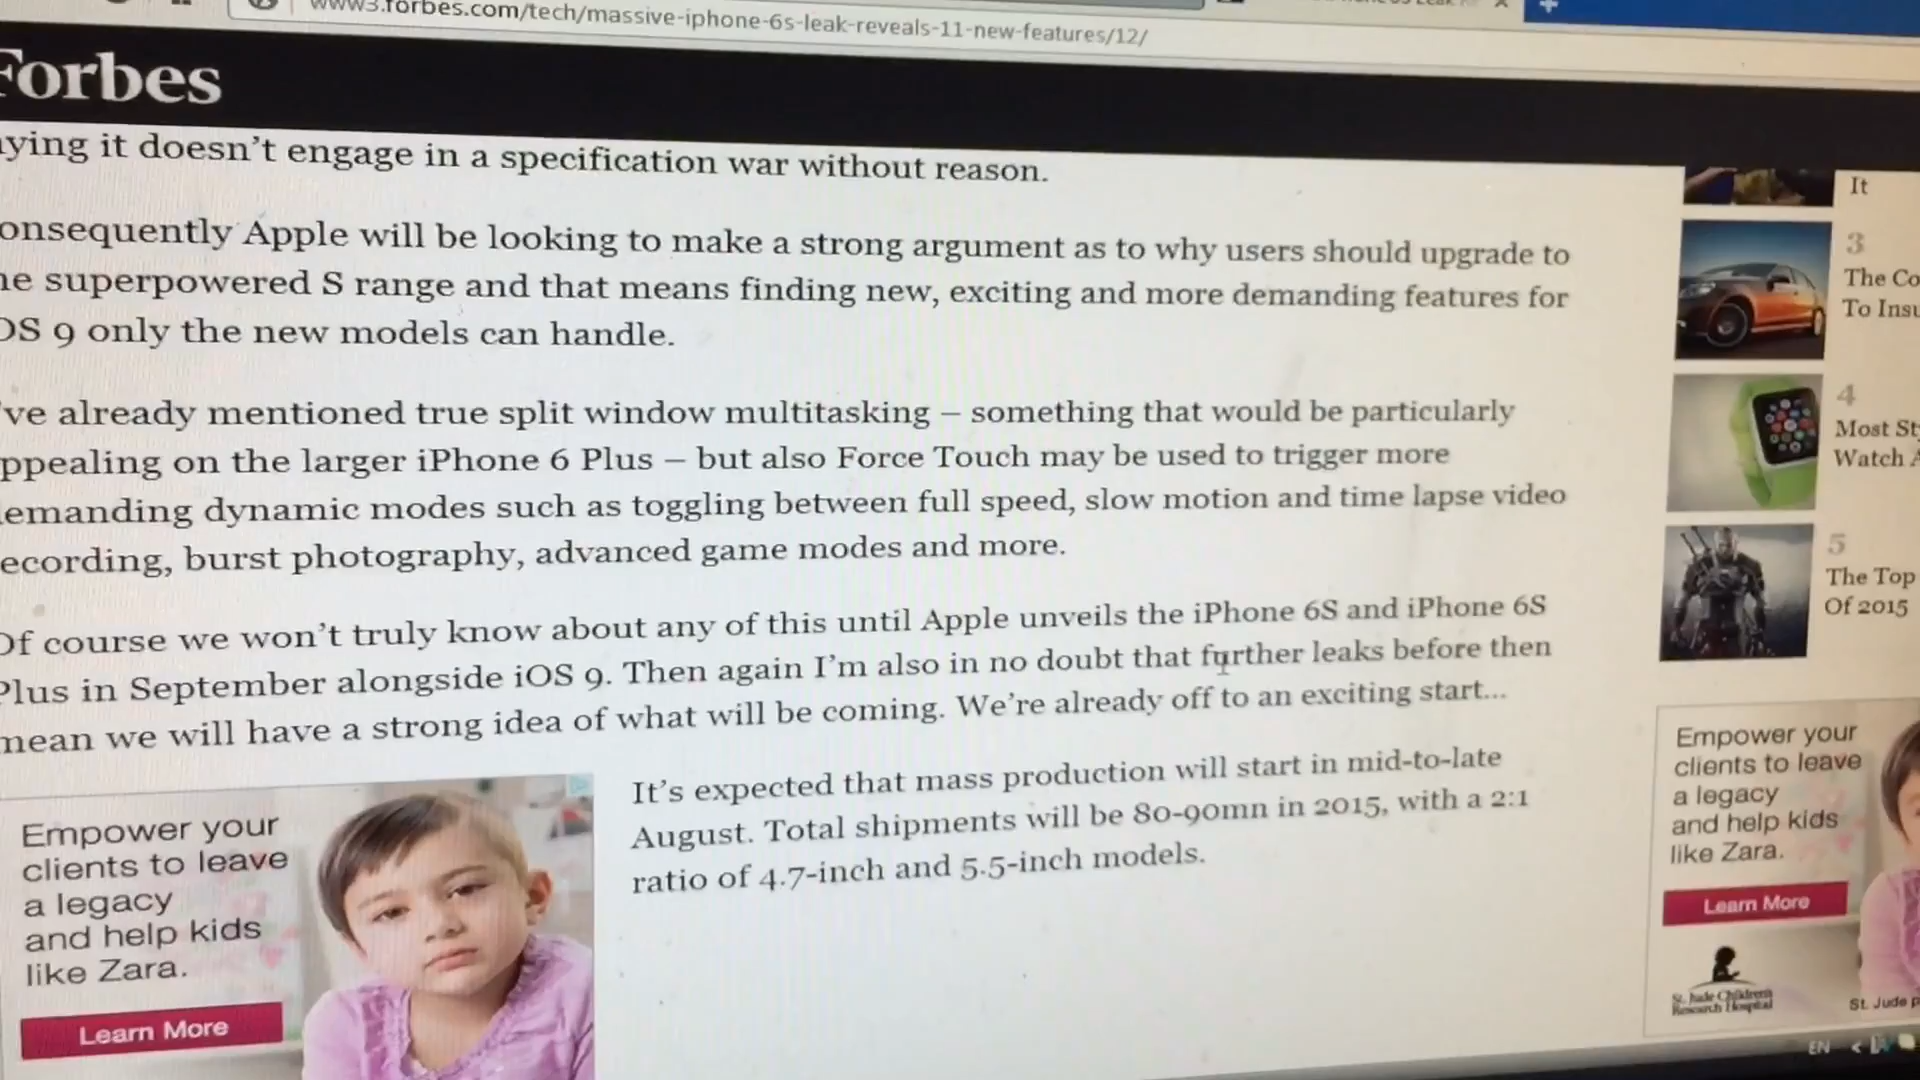 www3.forbes.com/tech/massive-iphone-6s-leak-reveals-11-new-features/12/
Forbes
ying it doesn't engage in a specification war without reason.
onsequently Apple will be looking to make a strong argument as to why users should upgrade to
he superpowered S range and that means finding new, exciting and more demanding features for
OS 9 only the new models can handle.
've already mentioned true split window multitasking – something that would be particularly
ppealing on the larger iPhone 6 Plus – but also Force Touch may be used to trigger more
emanding dynamic modes such as toggling between full speed, slow motion and time lapse video
ecording, burst photography, advanced game modes and more.
Of course we won't truly know about any of this until Apple unveils the iPhone 6S and iPhone 6S
Plus in September alongside iOS 9. Then again I'm also in no doubt that further leaks before then
mean we will have a strong idea of what will be coming. We're already off to an exciting start...
It's expected that mass production will start in mid-to-late
August. Total shipments will be 80-90mn in 2015, with a 2:1
ratio of 4.7-inch and 5.5-inch models.
Empower your
clients to leave
a legacy
and help kids
like Zara.
Learn More
It
3
The Co
To Insu
4
Most St
Watch A
5
The Top
Of 2015
Empower your
clients to leave
a legacy
and help kids
like Zara.
Learn More
St. Jude Children's
Research Hospital
St. Jude p
EN